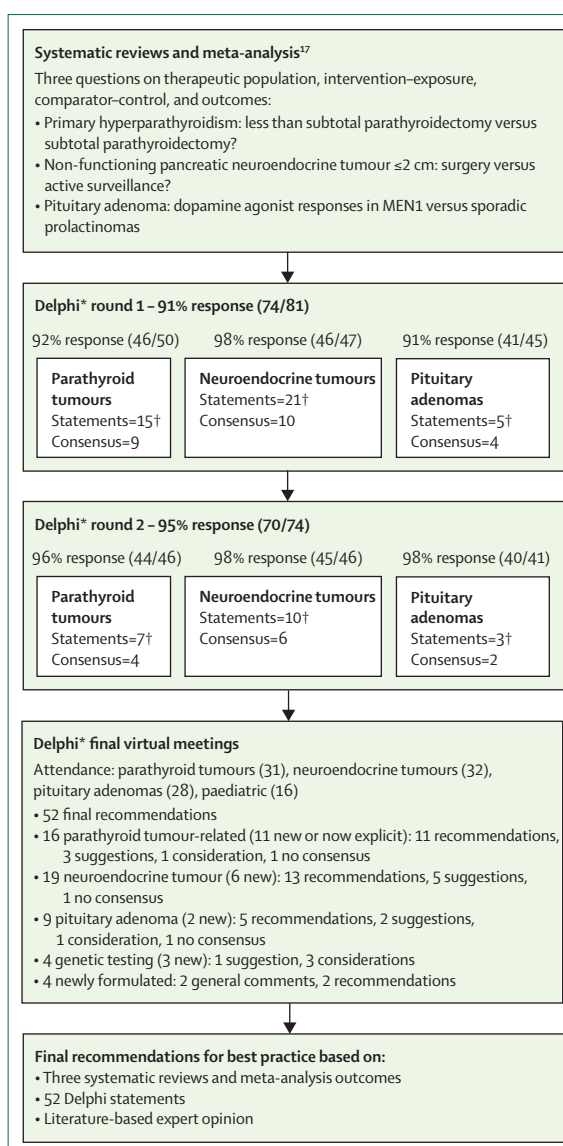 Systematic reviews and meta-analysis¹⁷
Three questions on therapeutic population, intervention–exposure,
comparator–control, and outcomes:
• Primary hyperparathyroidism: less than subtotal parathyroidectomy versus
subtotal parathyroidectomy?
• Non-functioning pancreatic neuroendocrine tumour ≤2 cm: surgery versus
active surveillance?
• Pituitary adenoma: dopamine agonist responses in MEN1 versus sporadic
prolactinomas
Delphi* round 1 – 91% response (74/81)
92% response (46/50)
Parathyroid
tumours
Statements=15†
Consensus=9
98% response (46/47)
Neuroendocrine tumours
Statements=21†
Consensus=10
91% response (41/45)
Pituitary
adenomas
Statements=5†
Consensus=4
Delphi* round 2 – 95% response (70/74)
96% response (44/46)
Parathyroid
tumours
Statements=7†
Consensus=4
98% response (45/46)
Neuroendocrine tumours
Statements=10†
Consensus=6
98% response (40/41)
Pituitary
adenomas
Statements=3†
Consensus=2
Delphi* final virtual meetings
Attendance: parathyroid tumours (31), neuroendocrine tumours (32),
pituitary adenomas (28), paediatric (16)
• 52 final recommendations
• 16 parathyroid tumour-related (11 new or now explicit): 11 recommendations,
3 suggestions, 1 consideration, 1 no consensus
• 19 neuroendocrine tumour (6 new): 13 recommendations, 5 suggestions,
1 no consensus
• 9 pituitary adenoma (2 new): 5 recommendations, 2 suggestions,
1 consideration, 1 no consensus
• 4 genetic testing (3 new): 1 suggestion, 3 considerations
• 4 newly formulated: 2 general comments, 2 recommendations
Final recommendations for best practice based on:
• Three systematic reviews and meta-analysis outcomes
• 52 Delphi statements
• Literature-based expert opinion